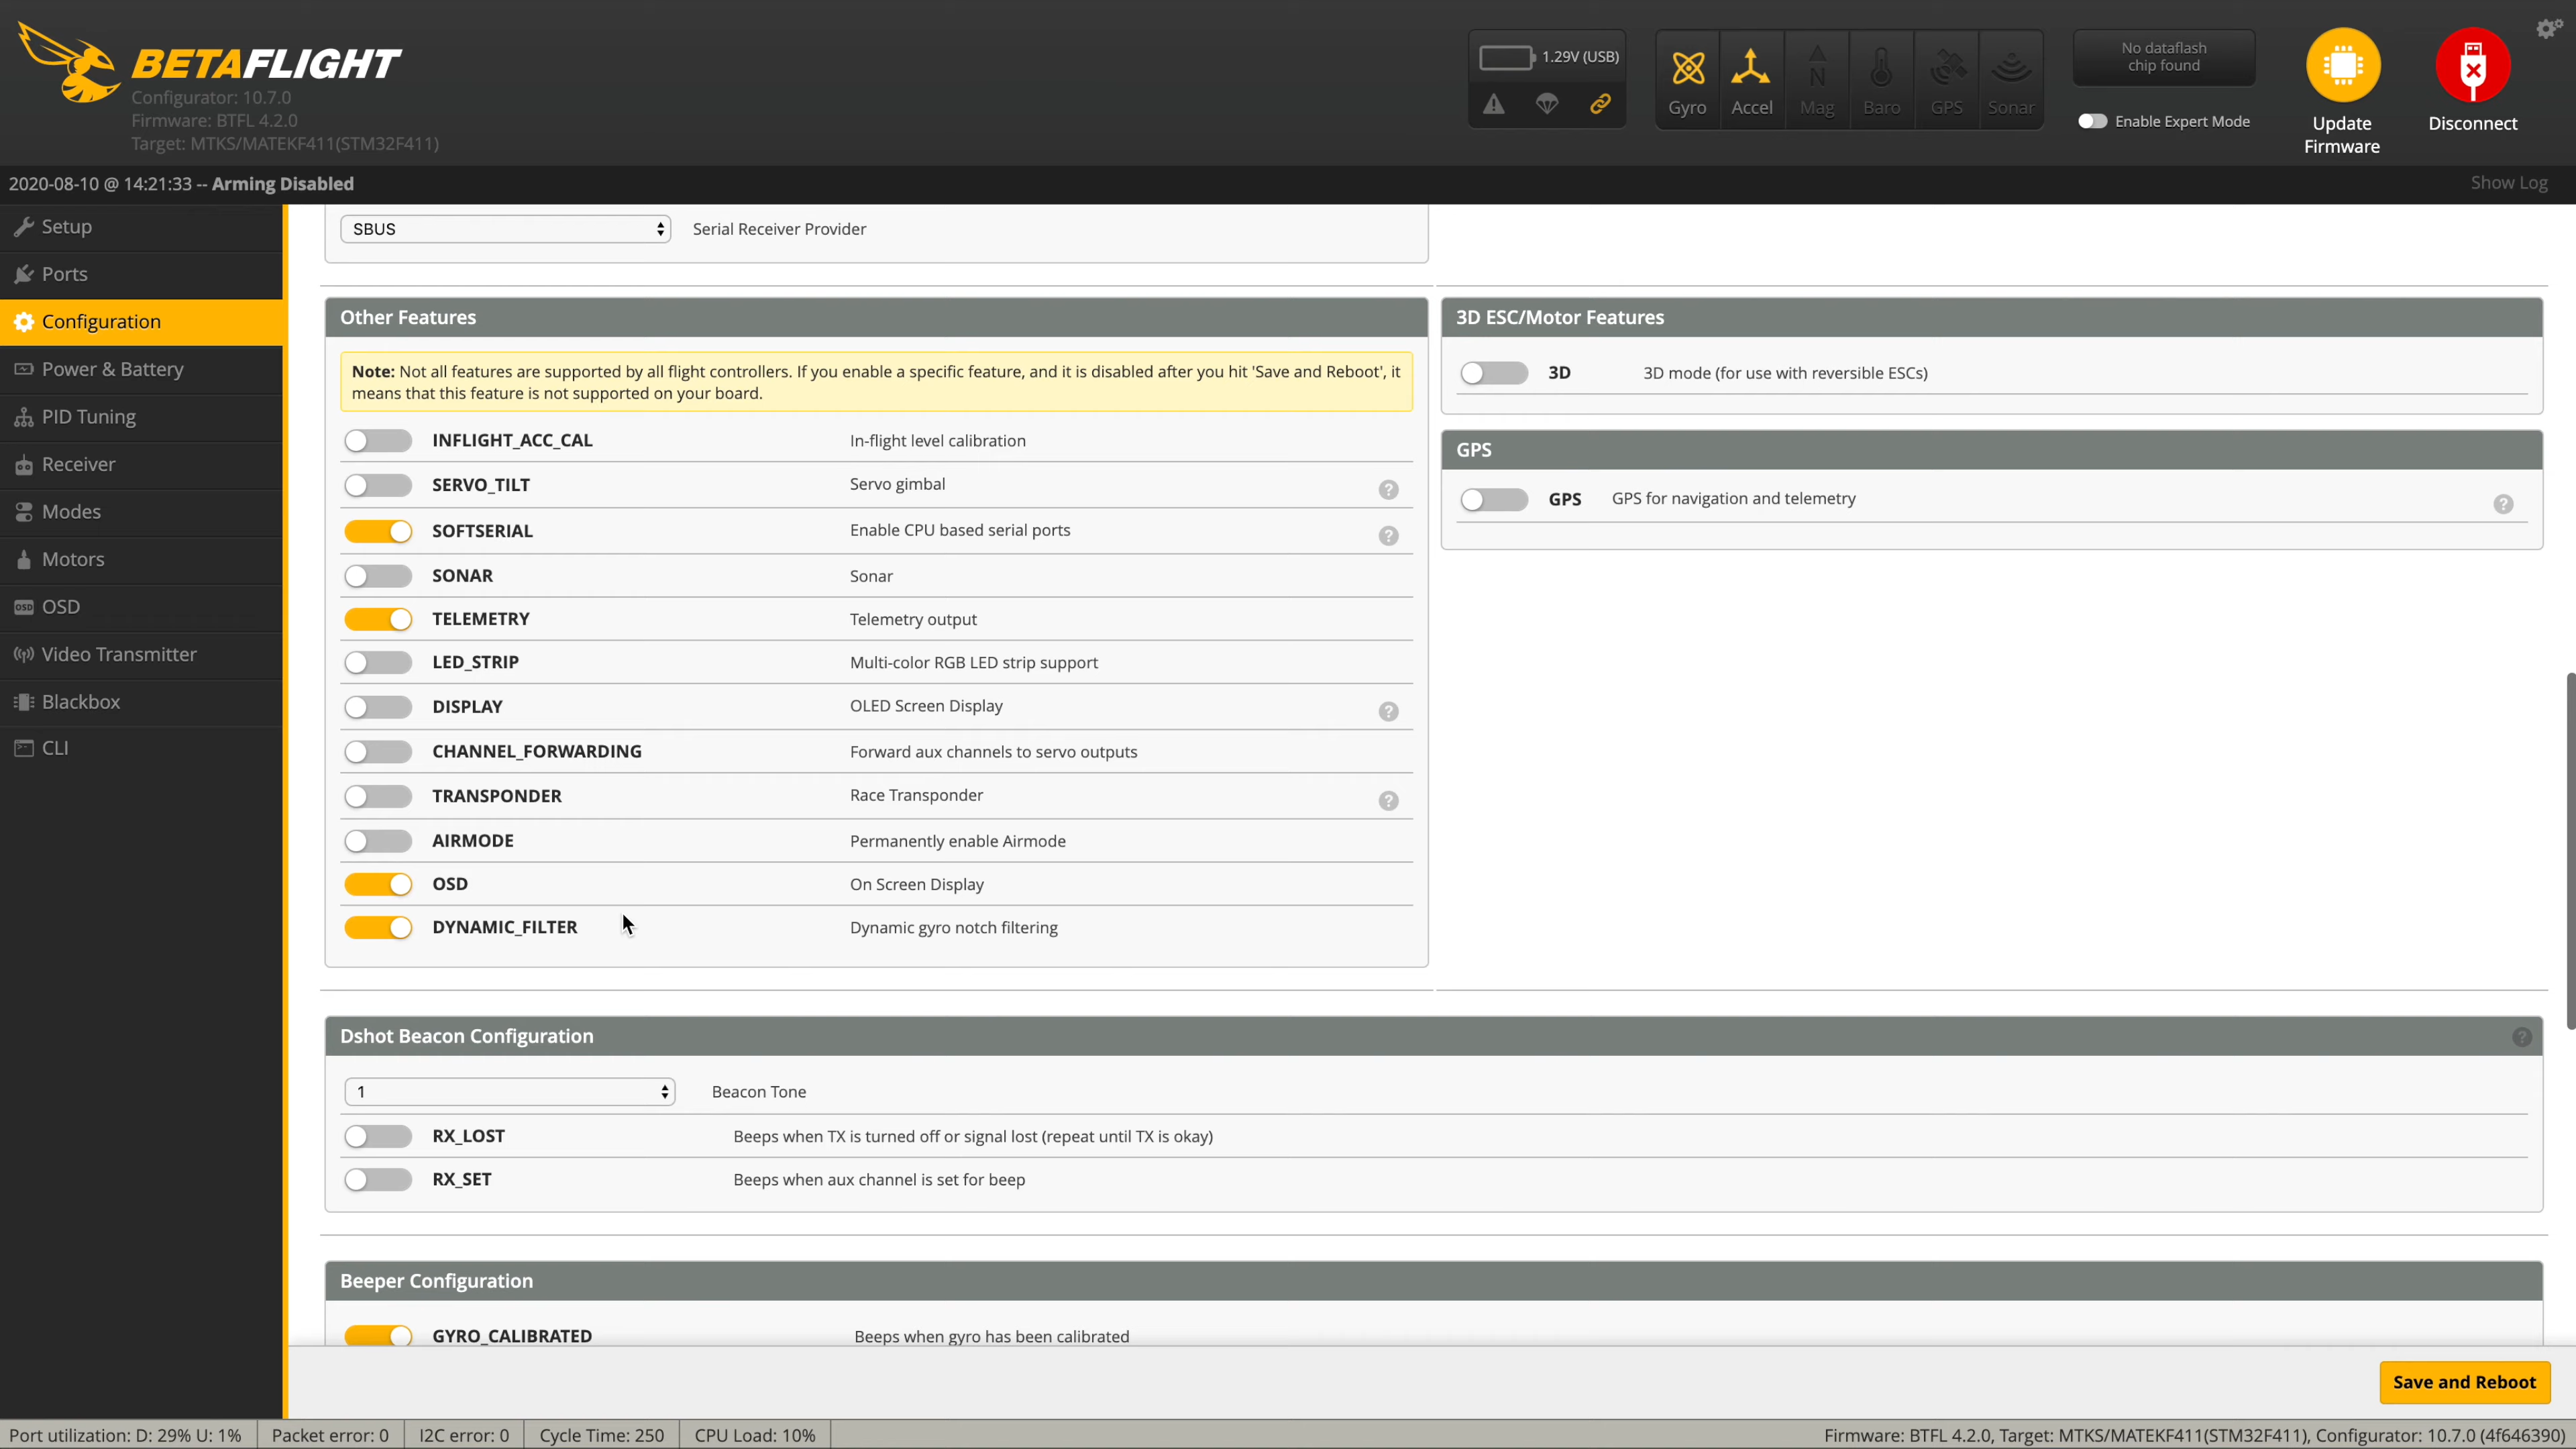 BETAFLIGHT
Configurator: 10.7.0
Firmware: BTFL 4.2.0
Target: MTKS/MATEKF411(STM32F411)
1.29V (USB)
Gyro
Accel
N
Mag
Baro
GPS
Sonar
No dataflash
chip found
Enable Expert Mode
Update
Firmware
Disconnect
2020-08-10 @ 14:21:33 -- Arming Disabled
Show Log
Setup
Ports
Configuration
Power & Battery
PID Tuning
Receiver
Modes
Motors
OSD OSD
Video Transmitter
Blackbox
CLI
SBUS Serial Receiver Provider
Other Features
Note: Not all features are supported by all flight controllers. If you enable a specific feature, and it is disabled after you hit 'Save and Reboot', it
means that this feature is not supported on your board.
INFLIGHT_ACC_CAL In-flight level calibration
SERVO_TILT Servo gimbal ?
SOFTSERIAL Enable CPU based serial ports ?
SONAR Sonar
TELEMETRY Telemetry output
LED_STRIP Multi-color RGB LED strip support
DISPLAY OLED Screen Display ?
CHANNEL_FORWARDING Forward aux channels to servo outputs
TRANSPONDER Race Transponder ?
AIRMODE Permanently enable Airmode
OSD On Screen Display
DYNAMIC_FILTER Dynamic gyro notch filtering
3D ESC/Motor Features
3D 3D mode (for use with reversible ESCs)
GPS
GPS GPS for navigation and telemetry ?
Dshot Beacon Configuration ?
1 Beacon Tone
RX_LOST Beeps when TX is turned off or signal lost (repeat until TX is okay)
RX_SET Beeps when aux channel is set for beep
Beeper Configuration
GYRO_CALIBRATED Beeps when gyro has been calibrated
Save and Reboot
Port utilization: D: 29% U: 1% Packet error: 0 I2C error: 0 Cycle Time: 250 CPU Load: 10% Firmware: BTFL 4.2.0, Target: MTKS/MATEKF411(STM32F411), Configurator: 10.7.0 (4f646390)